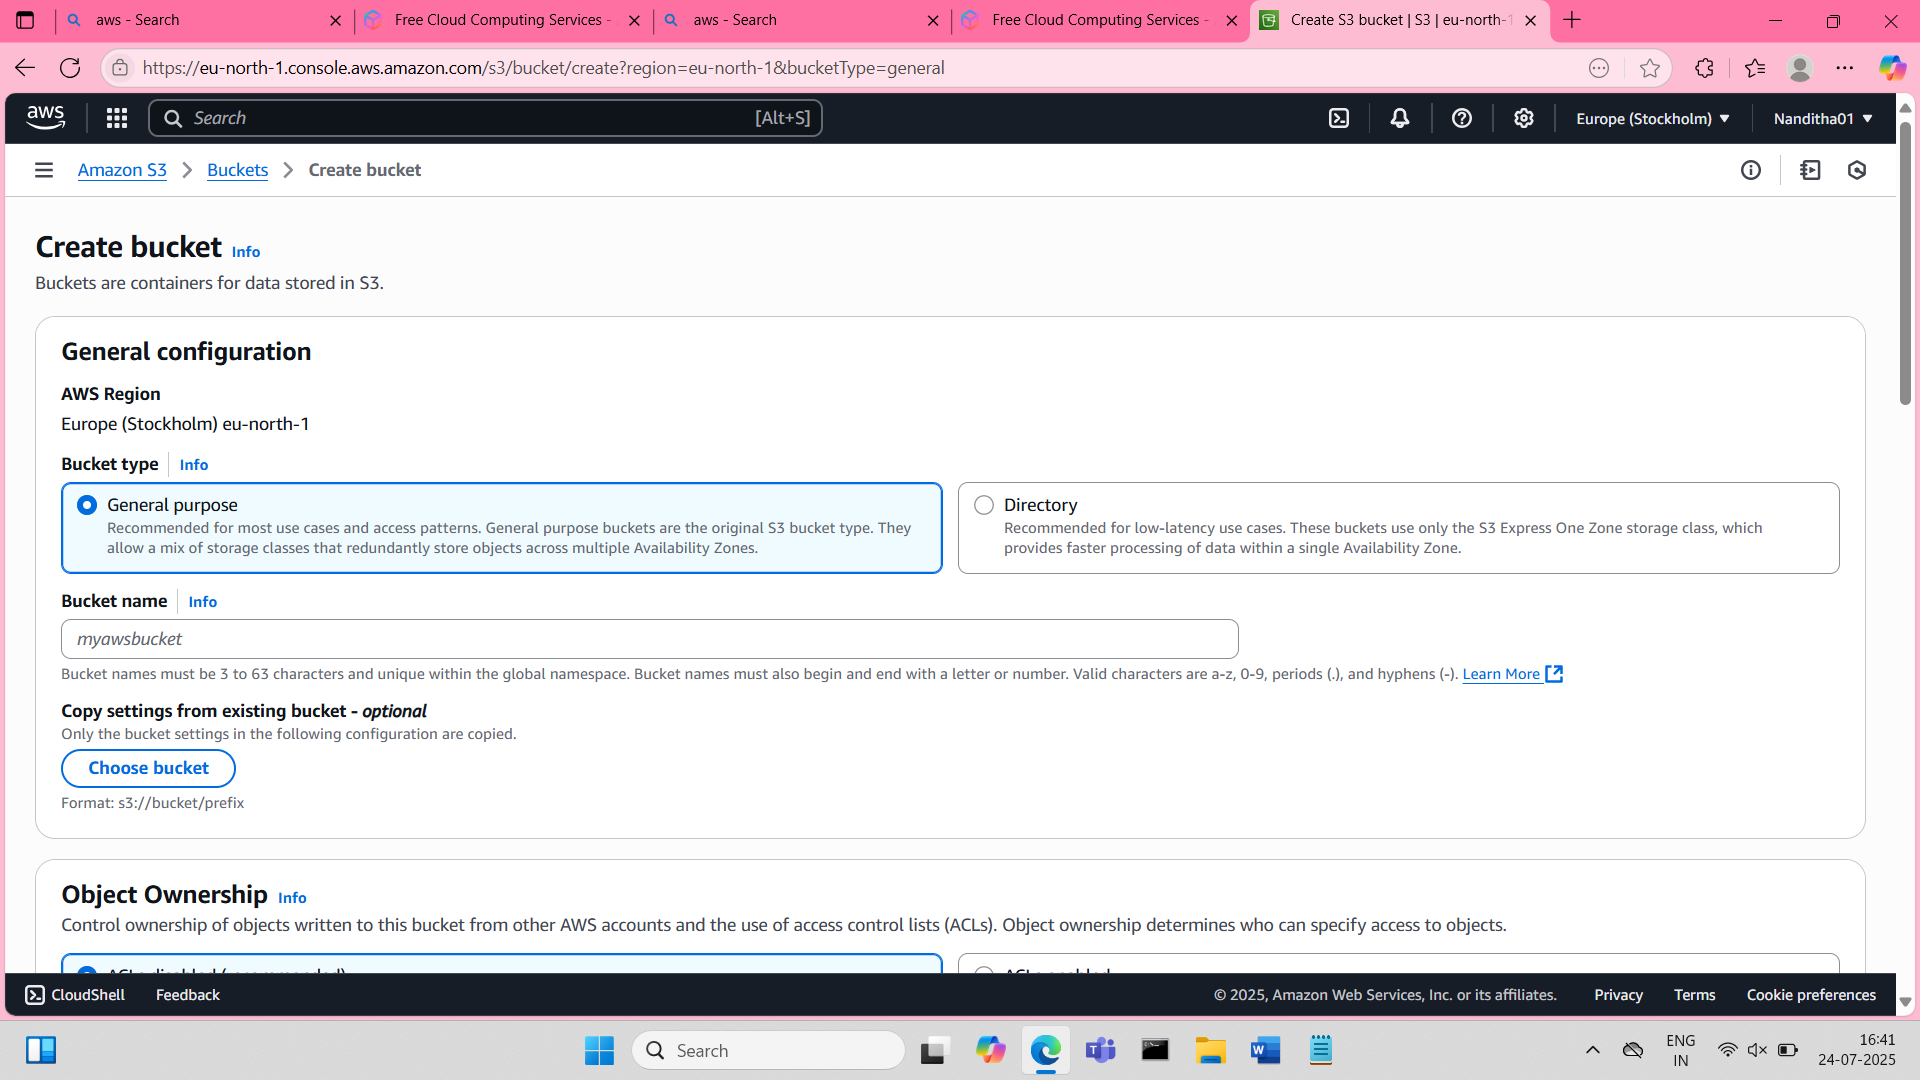 aws - Search
Free Cloud Computing Services -
aws - Search
Free Cloud Computing Services -
Create S3 bucket | S3 | eu-north-1
https://eu-north-1.console.aws.amazon.com/s3/bucket/create?region=eu-north-1&bucketType=general
aws
Search
[Alt+S]
Europe (Stockholm)
Nanditha01
Amazon S3
Buckets
Create bucket
Create bucket Info
Buckets are containers for data stored in S3.
General configuration
AWS Region
Europe (Stockholm) eu-north-1
Bucket type Info
General purpose
Recommended for most use cases and access patterns. General purpose buckets are the original S3 bucket type. They
allow a mix of storage classes that redundantly store objects across multiple Availability Zones.
Directory
Recommended for low-latency use cases. These buckets use only the S3 Express One Zone storage class, which
provides faster processing of data within a single Availability Zone.
Bucket name Info
myawsbucket
Bucket names must be 3 to 63 characters and unique within the global namespace. Bucket names must also begin and end with a letter or number. Valid characters are a-z, 0-9, periods (.), and hyphens (-). Learn More
Copy settings from existing bucket - optional
Only the bucket settings in the following configuration are copied.
Choose bucket
Format: s3://bucket/prefix
Object Ownership Info
Control ownership of objects written to this bucket from other AWS accounts and the use of access control lists (ACLs). Object ownership determines who can specify access to objects.
ACLs disabled (recommended)
ACLs enabled
CloudShell
Feedback
© 2025, Amazon Web Services, Inc. or its affiliates.
Privacy
Terms
Cookie preferences
Search
ENG
IN
16:41
24-07-2025